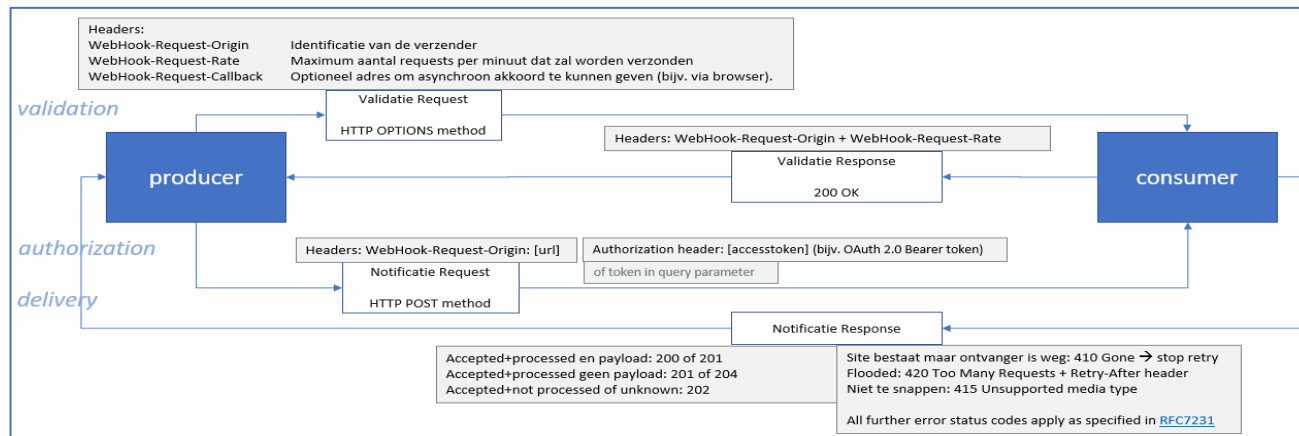 Headers:
WebHook-Request-Origin Identificatie van de verzender
WebHook-Request-Rate Maximum aantal requests per minuut dat zal worden verzonden
WebHook-Request-Callback Optioneel adres om asynchroon akkoord te kunnen geven (bijv. via browser).
validation
Validatie Request
HTTP OPTIONS method
Headers: WebHook-Request-Origin + WebHook-Request-Rate
Validatie Response
200 OK
producer
consumer
authorization
Headers: WebHook-Request-Origin: [url]
Authorization header: [accesstoken] (bijv. OAuth 2.0 Bearer token)
of token in query parameter
Notificatie Request
HTTP POST method
delivery
Notificatie Response
Accepted+processed en payload: 200 of 201
Accepted+processed geen payload: 201 of 204
Accepted+not processed of unknown: 202
Site bestaat maar ontvanger is weg: 410 Gone → stop retry
Flooded: 420 Too Many Requests + Retry-After header
Niet te snappen: 415 Unsupported media type
All further error status codes apply as specified in RFC7231